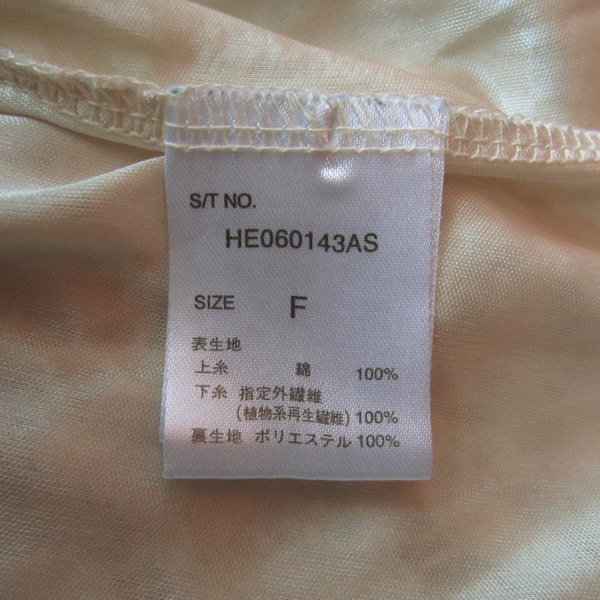 S/T NO.
HE060143AS
SIZE F
表生地
上糸 綿 100%
下糸 指定外繊維
(植物系再生繊維) 100%
裏生地 ポリエステル 100%